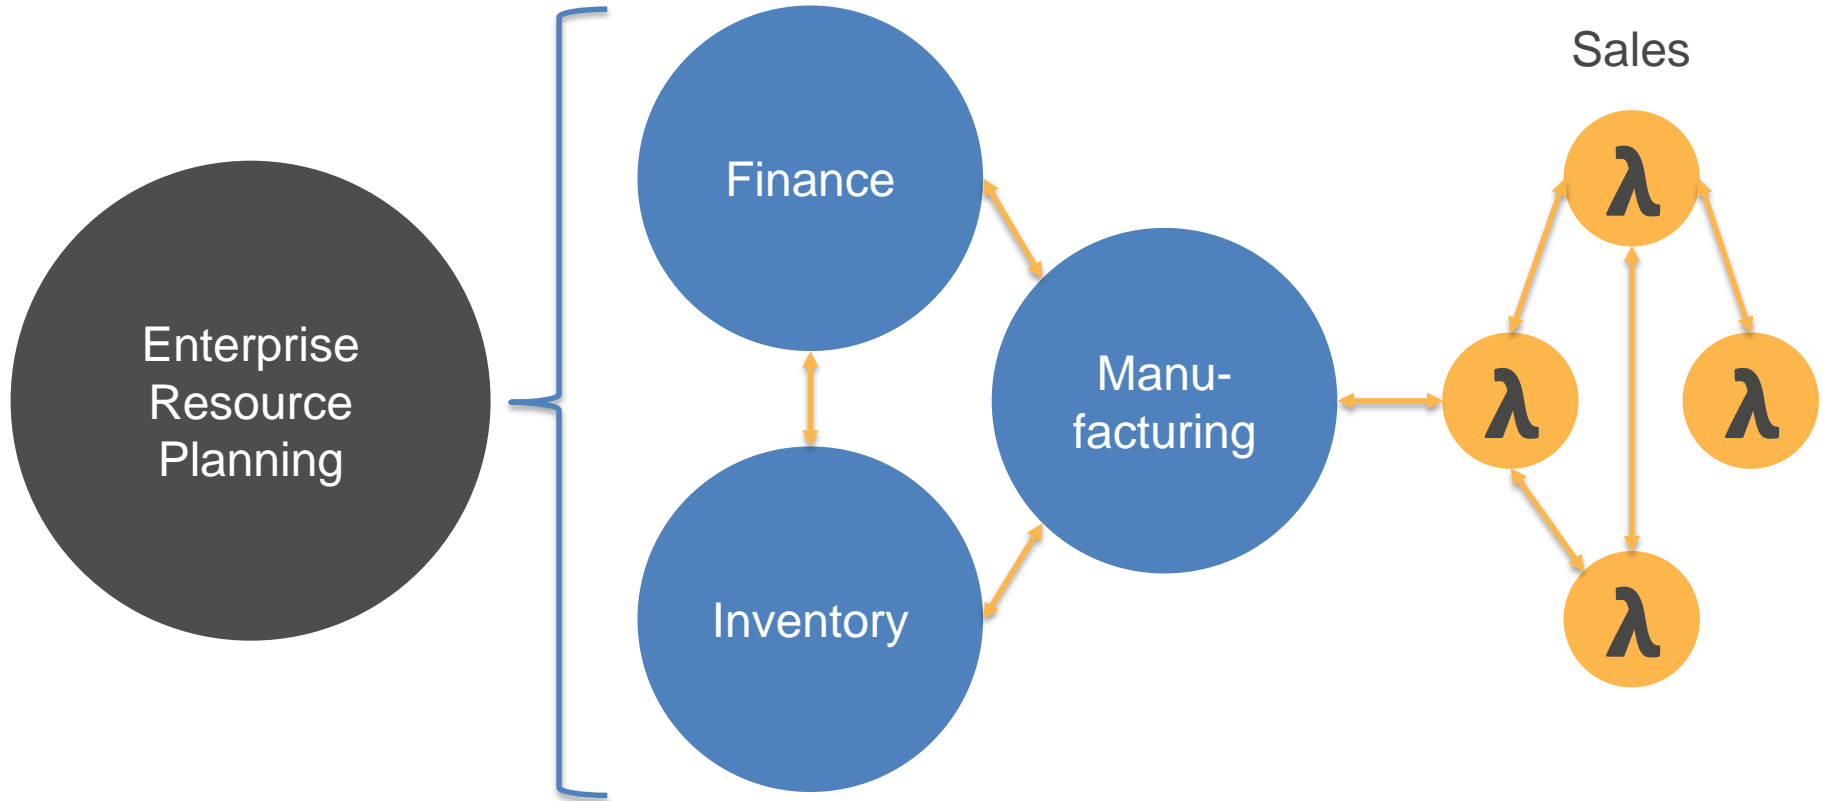 Enterprise
Resource
Planning
Finance
Inventory
Manu-
facturing
Sales
λ
λ
λ
λ